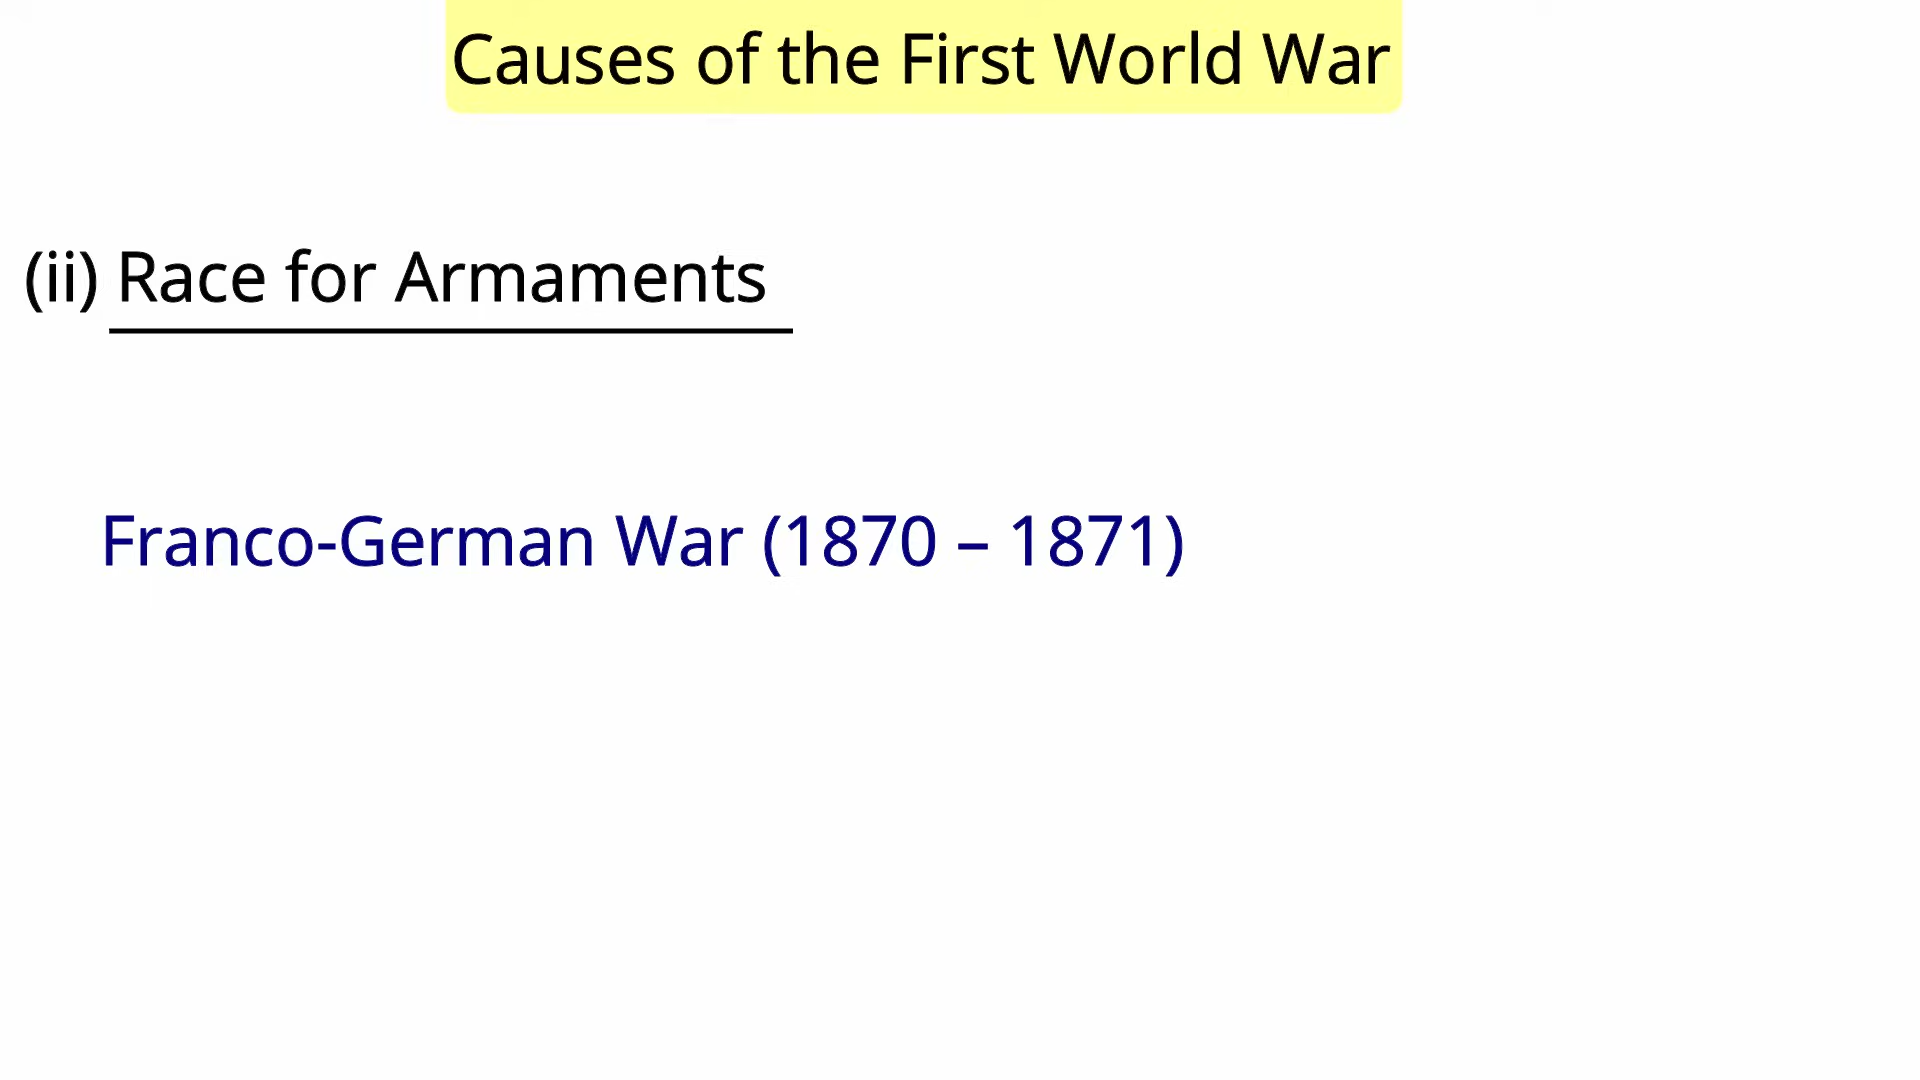 Causes of the First World War
(ii) Race for Armaments
Franco-German War (1870 – 1871)